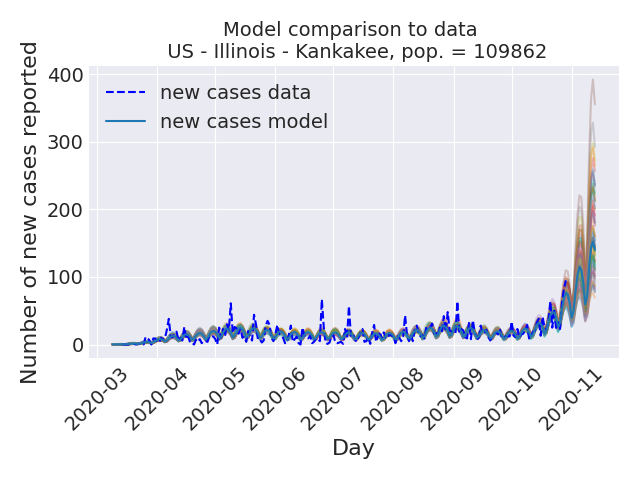 Model comparison to data
US - Illinois - Kankakee, pop. = 109862
Number of new cases reported
400
300
200
100
0
new cases data
new cases model
2020-03
2020-04
2020-05
2020-06
2020-07
2020-08
2020-09
2020-10
2020-11
Day